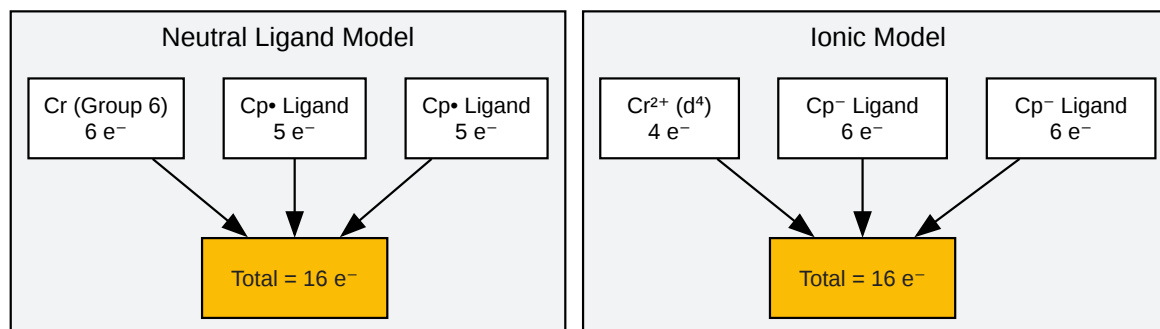 Neutral Ligand Model
Cr (Group 6)
6 e⁻
Cp• Ligand
5 e⁻
Cp• Ligand
5 e⁻
Total = 16 e⁻
Ionic Model
Cr²⁺ (d⁴)
4 e⁻
Cp⁻ Ligand
6 e⁻
Cp⁻ Ligand
6 e⁻
Total = 16 e⁻